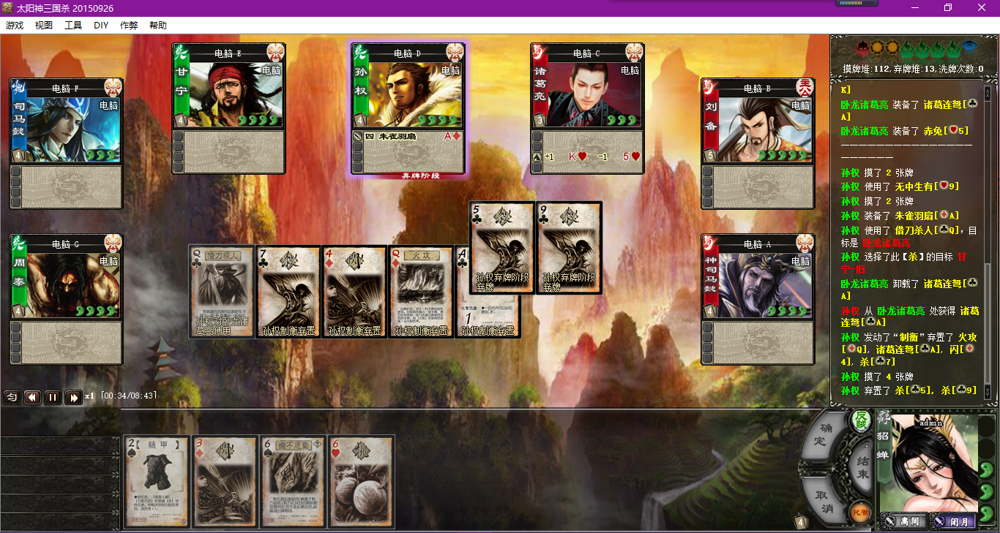 太阳神三国杀 20150926
游戏 视图 工具 DIY 作弊 帮助
电脑 E
电脑
甘宁
4
电脑 D
电脑
孙权
4
四 朱雀羽扇 A♦
弃牌阶段
电脑 C
电脑
诸葛亮
3
+1 K♥ -1 5♥
电脑 F
电脑
司马懿
4
电脑 B
主公
电脑
刘备
5
电脑 G
电脑
周泰
4
电脑 A
电脑
神司马懿
4
摸牌堆:112,弃牌堆:13,洗牌次数:0
K]
卧龙诸葛亮 装备了 诸葛连弩[♣
A]
卧龙诸葛亮 装备了 赤兔[♥5]
孙权 摸了 2 张牌
孙权 使用了 无中生有[♥9]
孙权 摸了 2 张牌
孙权 装备了 朱雀羽扇[♦A]
孙权 使用了 借刀杀人[♣Q], 目
标是 卧龙诸葛亮
孙权 选择了此【杀】的目标 甘
宁-旧
卧龙诸葛亮 卸载了 诸葛连弩[♣
A]
孙权 从 卧龙诸葛亮 处获得 诸葛
连弩[♣A]
孙权 发动了“制衡”弃置了 火攻
[♦Q], 诸葛连弩[♣A], 闪[♦
4], 杀[♣7]
孙权 摸了 4 张牌
孙权 弃置了 杀[♣5], 杀[♣9]
5
殺
孙权弃牌阶段
弃牌
9
殺
孙权弃牌阶段
弃牌
Q
借刀殺人
孙权对卧龙诸
葛亮使用
7
殺
孙权制衡弃置
4
閃
孙权制衡弃置
Q
火攻
孙权制衡弃置
A
1
孙权制衡弃置
x1 [00:34/08:43]
2
【藤甲】
3
閃
6
樂不思蜀
6
桃
4
确定
反贼
结束
取消
托管
群
貂蝉
admin
离间
闭月